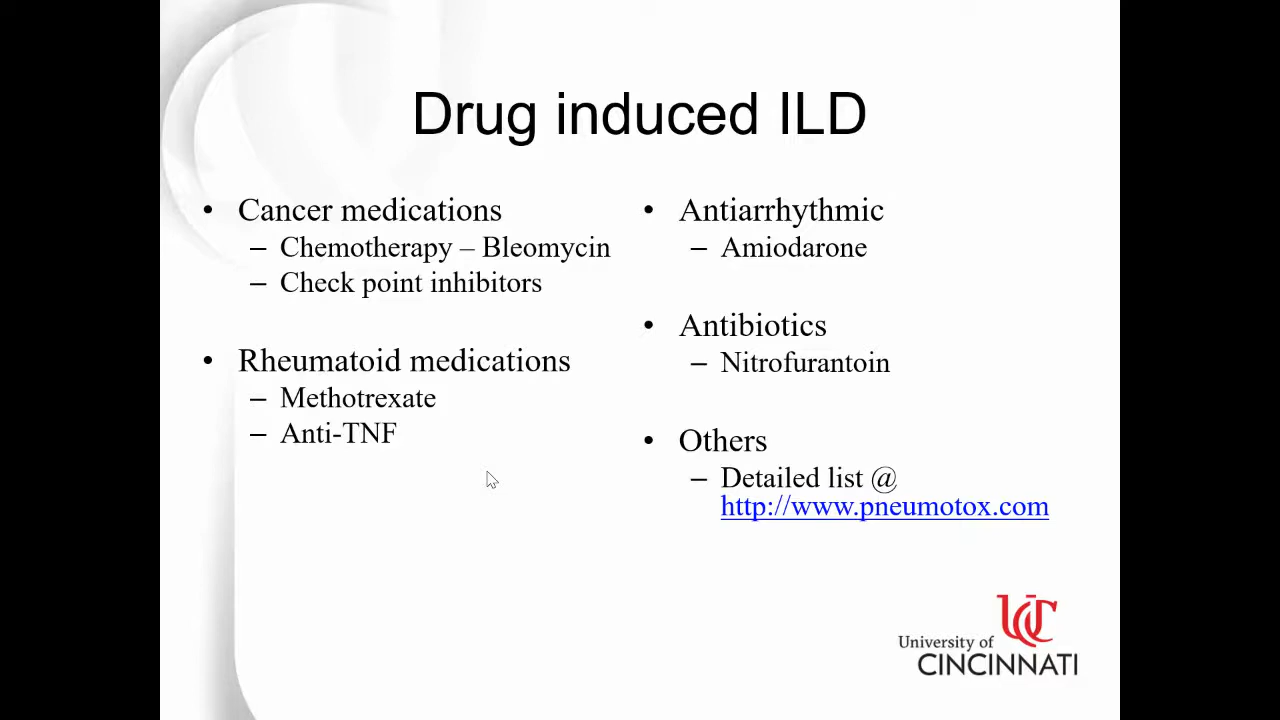 Drug induced ILD
• Cancer medications
– Chemotherapy – Bleomycin
– Check point inhibitors
• Rheumatoid medications
– Methotrexate
– Anti-TNF
• Antiarrhythmic
– Amiodarone
• Antibiotics
– Nitrofurantoin
• Others
– Detailed list @
http://www.pneumotox.com
UC
University of
CINCINNATI